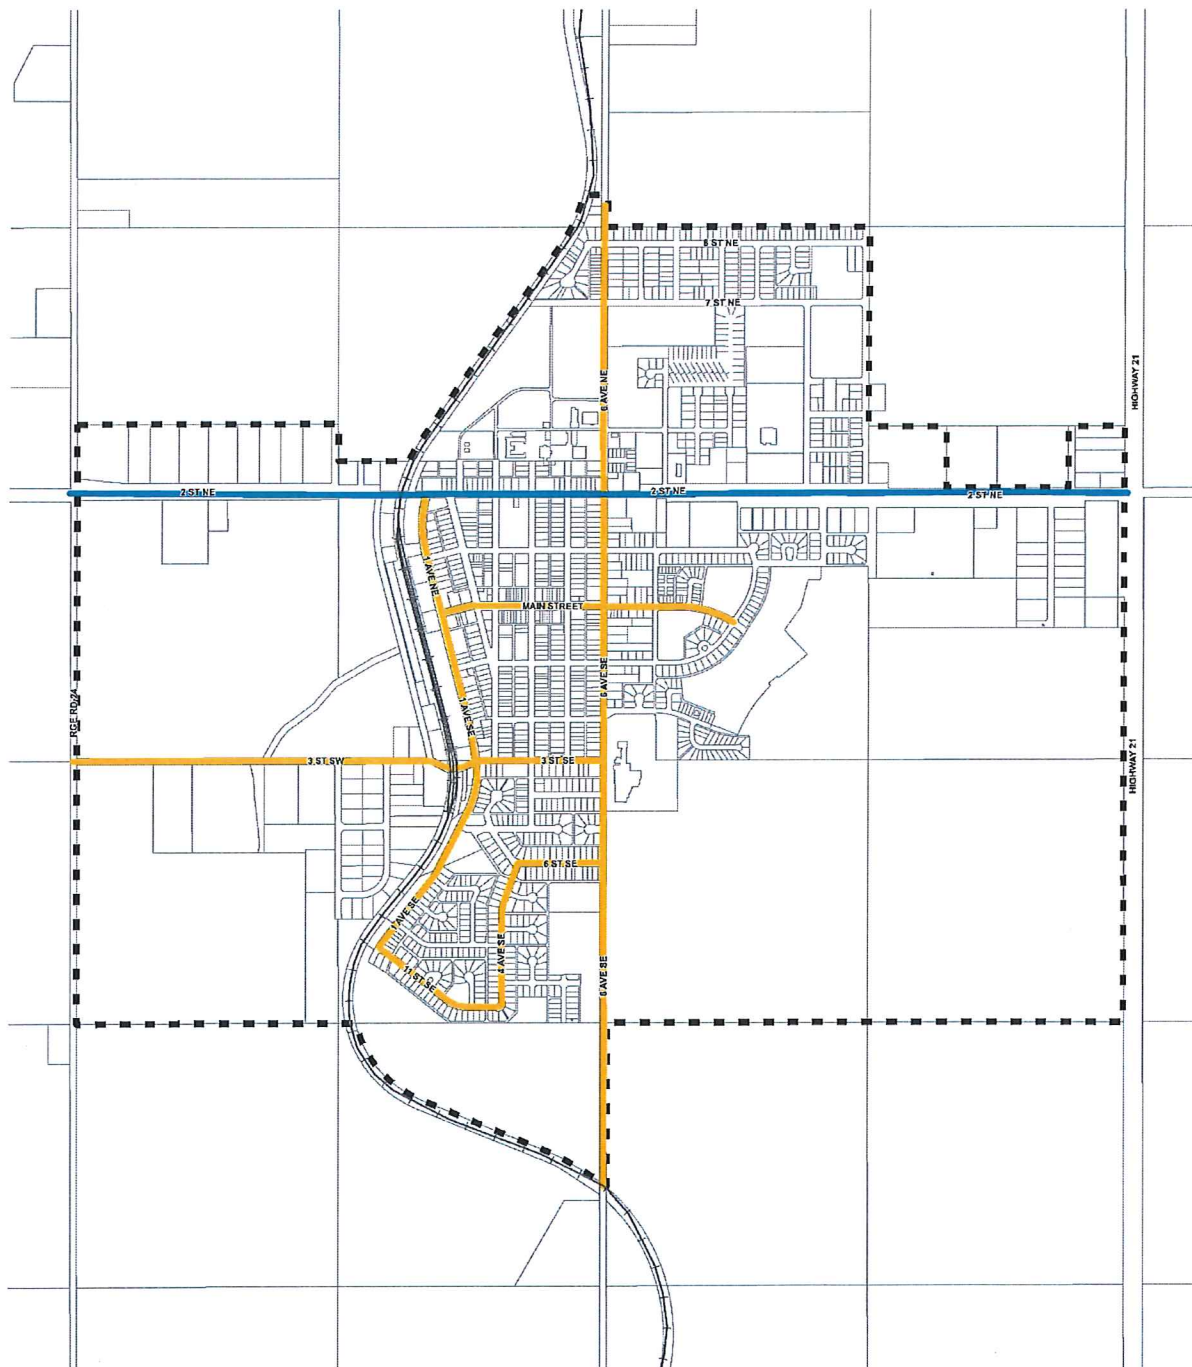 8 ST NE
7 ST NE
HIGHWAY 21
6 AVE NE
2 ST NE
2 ST NE
2 ST NE
1 AVE NE
MAIN STREET
6 AVE SE
RGE RD 24
1 AVE SE
3 ST SW
3 ST SE
HIGHWAY 21
6 ST SE
1 AVE SE
4 AVE SE
11 ST SE
6 AVE SE